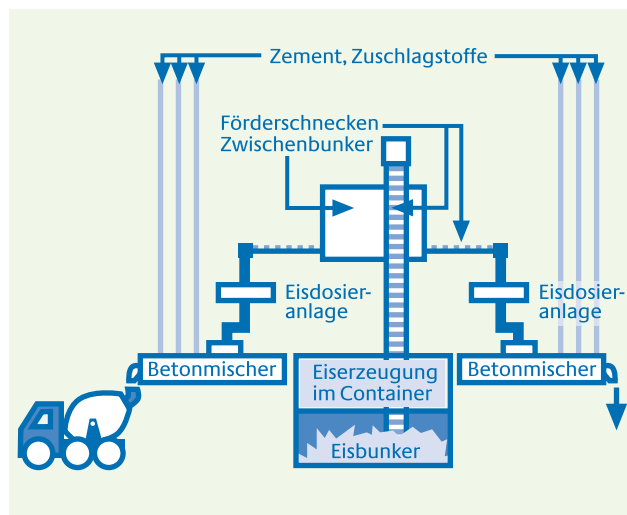 Zement, Zuschlagstoffe
Förderschnecken
Zwischenbunker
Eisdosier-
anlage
Eisdosier-
anlage
Betonmischer
Eiserzeugung
im Container
Betonmischer
Eisbunker